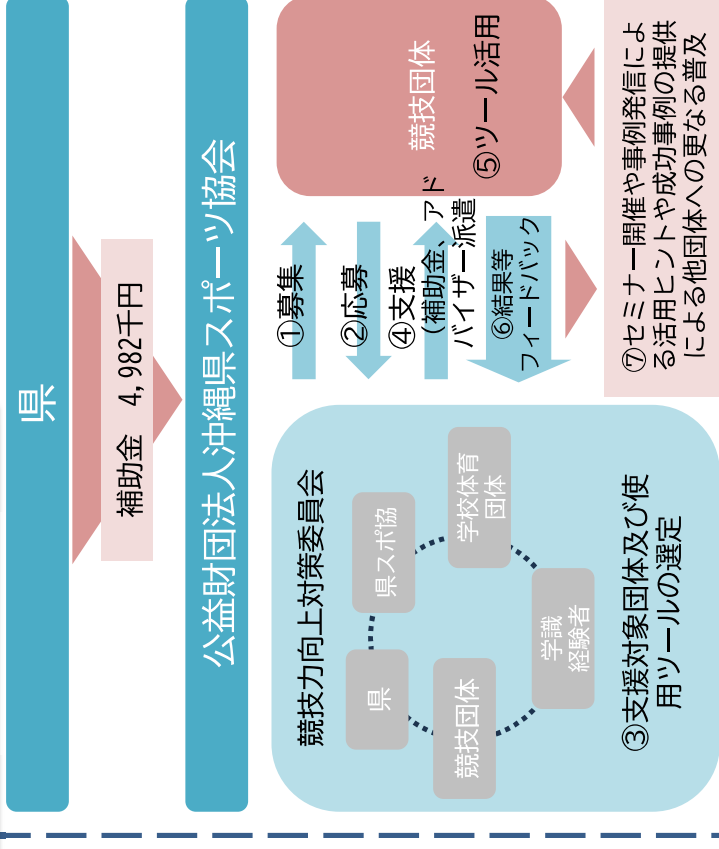 県
補助金　4,982千円
公益財団法人沖縄県スポーツ協会
競技力向上対策委員会
県
県スポ協
学校体育
団体
学識
経験者
競技団体
③支援対象団体及び使
用ツールの選定
①募集
②応募
④支援
(補助金、アド
バイザー派遣
⑥結果等
フィードバック
競技団体
⑤ツール活用
⑦セミナー開催や事例発信によ
る活用ヒントや成功事例の提供
による他団体への更なる普及